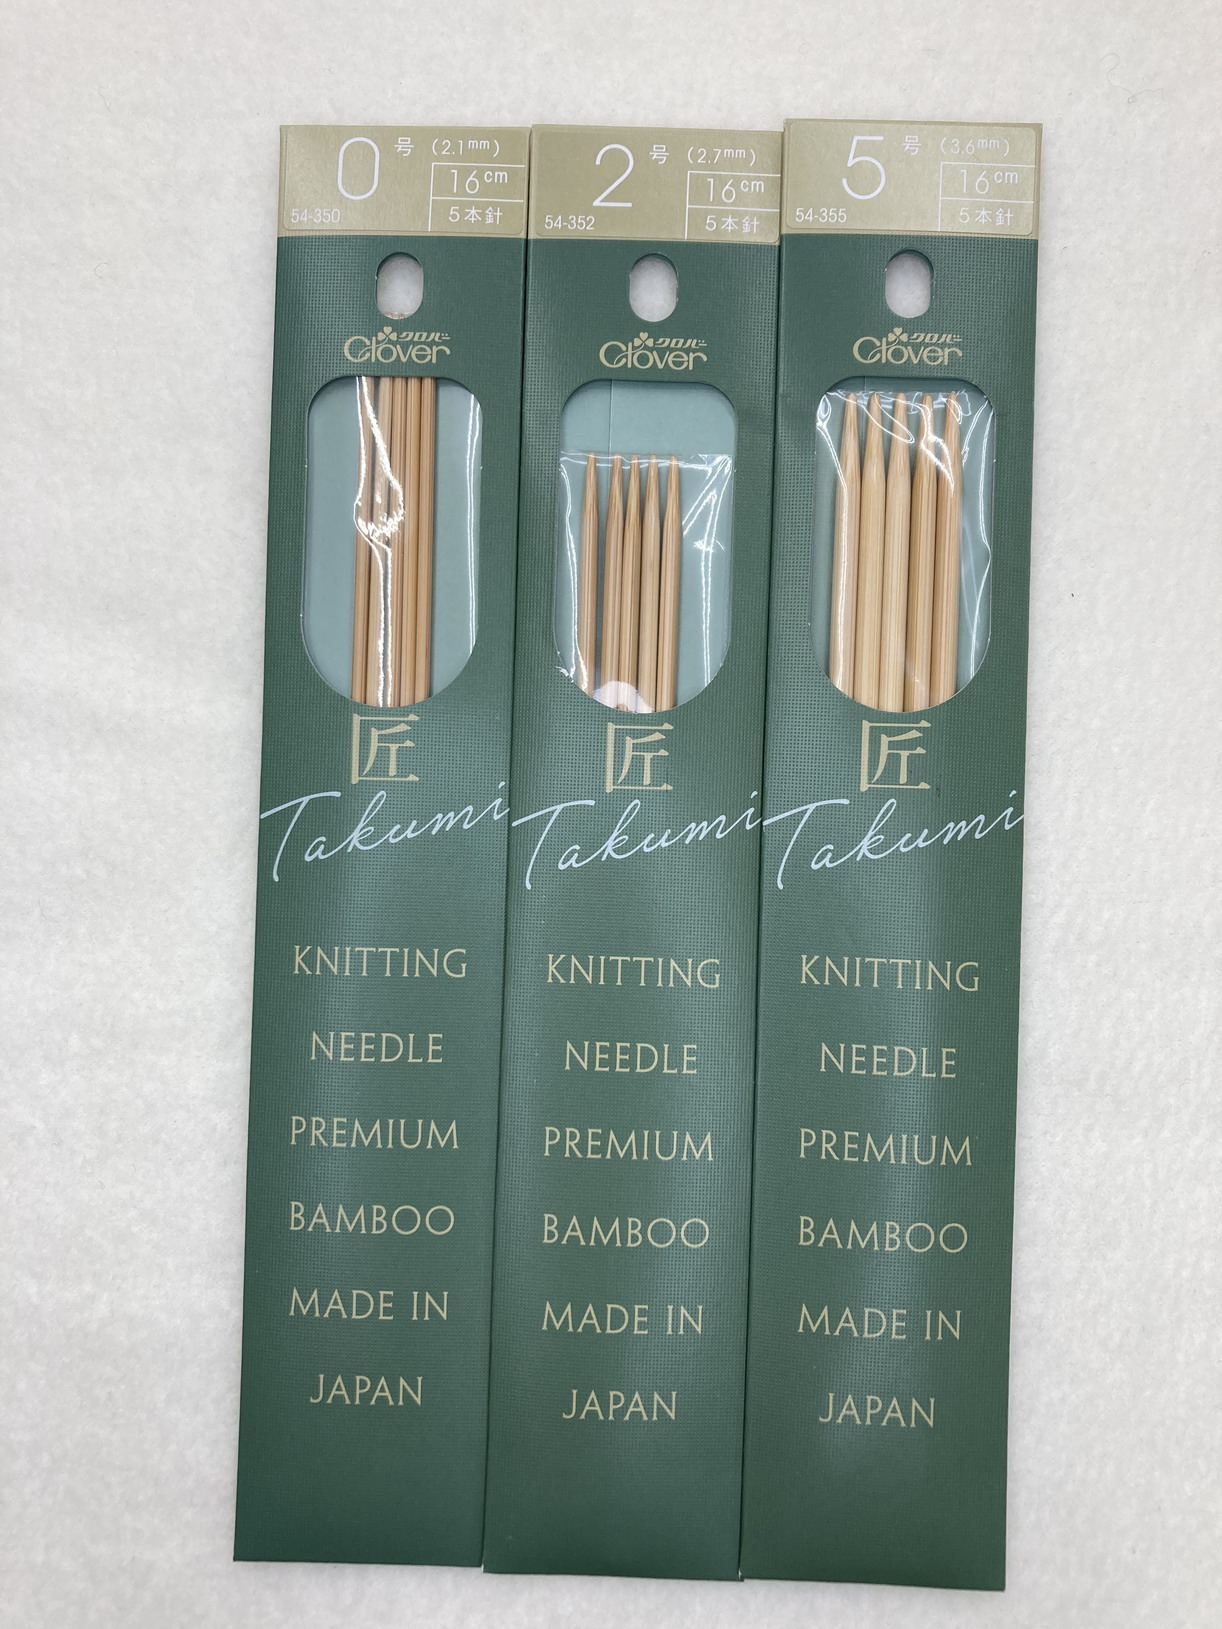 0号 (2.1mm)
16cm
54-350 5本針
クロバー
Clover
匠
Takumi
KNITTING
NEEDLE
PREMIUM
BAMBOO
MADE IN
JAPAN
2号 (2.7mm)
16cm
54-352 5本針
クロバー
Clover
匠
Takumi
KNITTING
NEEDLE
PREMIUM
BAMBOO
MADE IN
JAPAN
5号 (3.6mm)
16cm
54-355 5本針
クロバー
Clover
匠
Takumi
KNITTING
NEEDLE
PREMIUM
BAMBOO
MADE IN
JAPAN